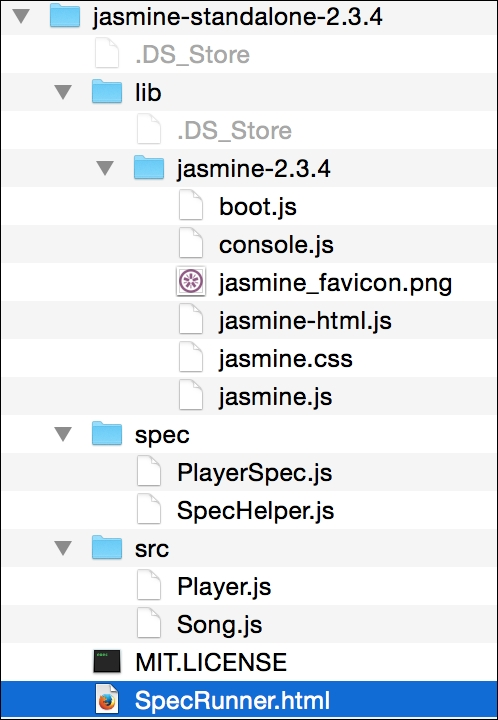 jasmine-standalone-2.3.4
.DS_Store
lib
.DS_Store
jasmine-2.3.4
boot.js
console.js
jasmine_favicon.png
jasmine-html.js
jasmine.css
jasmine.js
spec
PlayerSpec.js
SpecHelper.js
src
Player.js
Song.js
MIT.LICENSE
SpecRunner.html